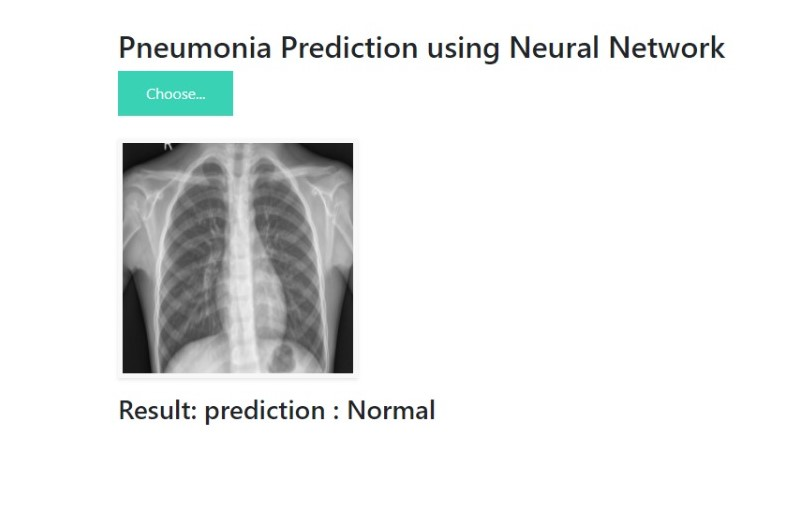 Pneumonia Prediction using Neural Network
Choose...
R
Result: prediction : Normal